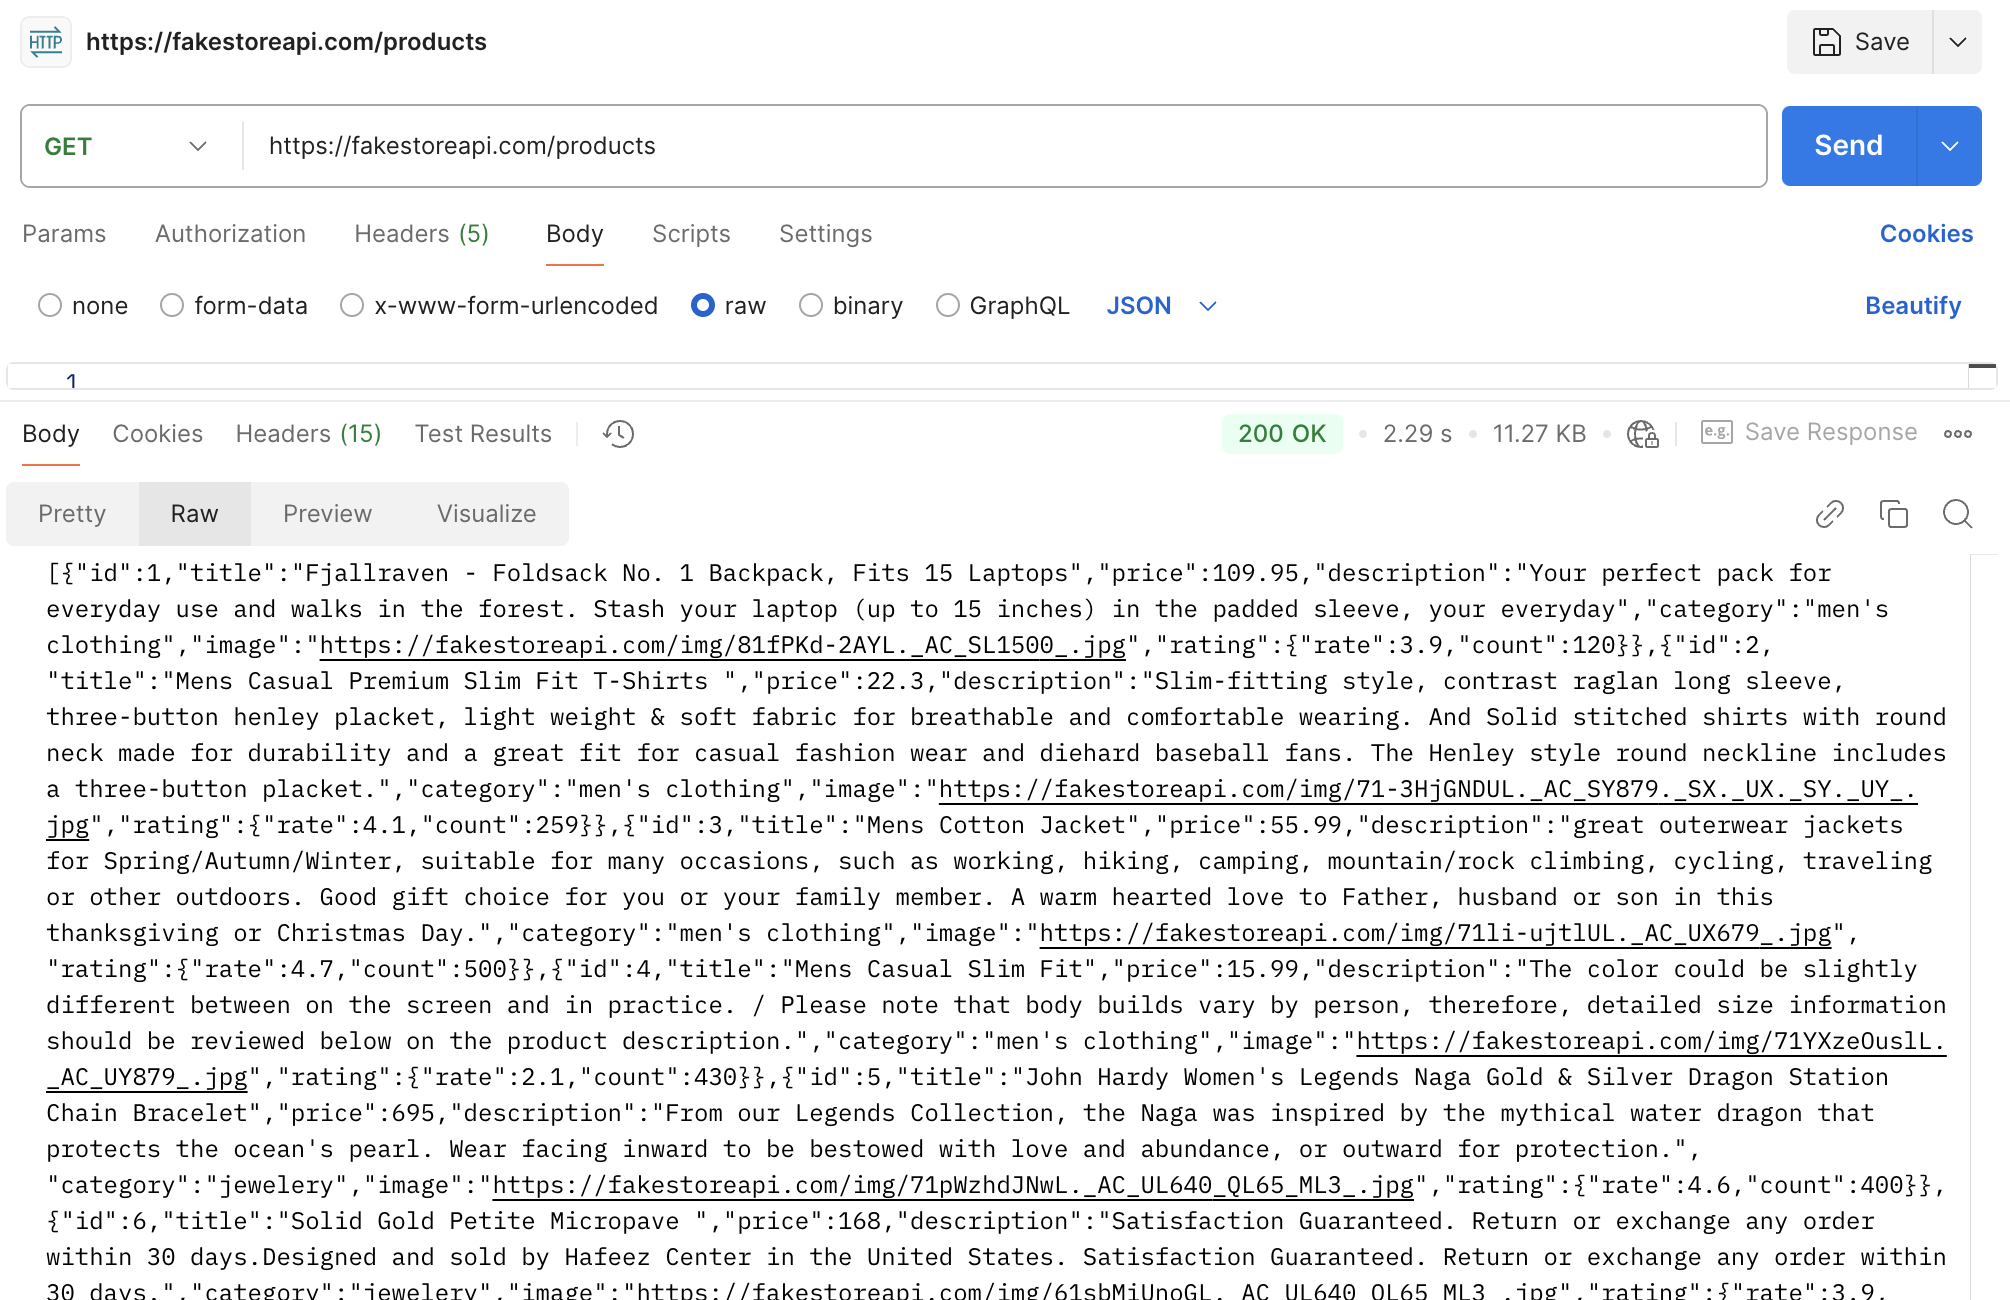 HTTP https://fakestoreapi.com/products Save
GET https://fakestoreapi.com/products Send
Params Authorization Headers (5) Body Scripts Settings Cookies
none form-data x-www-form-urlencoded raw binary GraphQL JSON Beautify
1
Body Cookies Headers (15) Test Results 200 OK 2.29 s 11.27 KB e.g. Save Response
Pretty Raw Preview Visualize
[{"id":1,"title":"Fjallraven - Foldsack No. 1 Backpack, Fits 15 Laptops","price":109.95,"description":"Your perfect pack for
everyday use and walks in the forest. Stash your laptop (up to 15 inches) in the padded sleeve, your everyday","category":"men's
clothing","image":"https://fakestoreapi.com/img/81fPKd-2AYL._AC_SL1500_.jpg","rating":{"rate":3.9,"count":120}},{"id":2,
"title":"Mens Casual Premium Slim Fit T-Shirts ","price":22.3,"description":"Slim-fitting style, contrast raglan long sleeve,
three-button henley placket, light weight & soft fabric for breathable and comfortable wearing. And Solid stitched shirts with round
neck made for durability and a great fit for casual fashion wear and diehard baseball fans. The Henley style round neckline includes
a three-button placket.","category":"men's clothing","image":"https://fakestoreapi.com/img/71-3HjGNDUL._AC_SY879._SX._UX._SY._UY_.
jpg","rating":{"rate":4.1,"count":259}},{"id":3,"title":"Mens Cotton Jacket","price":55.99,"description":"great outerwear jackets
for Spring/Autumn/Winter, suitable for many occasions, such as working, hiking, camping, mountain/rock climbing, cycling, traveling
or other outdoors. Good gift choice for you or your family member. A warm hearted love to Father, husband or son in this
thanksgiving or Christmas Day.","category":"men's clothing","image":"https://fakestoreapi.com/img/71li-ujtlUL._AC_UX679_.jpg",
"rating":{"rate":4.7,"count":500}},{"id":4,"title":"Mens Casual Slim Fit","price":15.99,"description":"The color could be slightly
different between on the screen and in practice. / Please note that body builds vary by person, therefore, detailed size information
should be reviewed below on the product description.","category":"men's clothing","image":"https://fakestoreapi.com/img/71YXzeOuslL.
_AC_UY879_.jpg","rating":{"rate":2.1,"count":430}},{"id":5,"title":"John Hardy Women's Legends Naga Gold & Silver Dragon Station
Chain Bracelet","price":695,"description":"From our Legends Collection, the Naga was inspired by the mythical water dragon that
protects the ocean's pearl. Wear facing inward to be bestowed with love and abundance, or outward for protection.",
"category":"jewelery","image":"https://fakestoreapi.com/img/71pWzhdJNwL._AC_UL640_QL65_ML3_.jpg","rating":{"rate":4.6,"count":400}},
{"id":6,"title":"Solid Gold Petite Micropave ","price":168,"description":"Satisfaction Guaranteed. Return or exchange any order
within 30 days.Designed and sold by Hafeez Center in the United States. Satisfaction Guaranteed. Return or exchange any order within
30 days.","category":"jewelery","image":"https://fakestoreapi.com/img/61sbMiUnoGL._AC_UL640_QL65_ML3_.jpg","rating":{"rate":3.9,